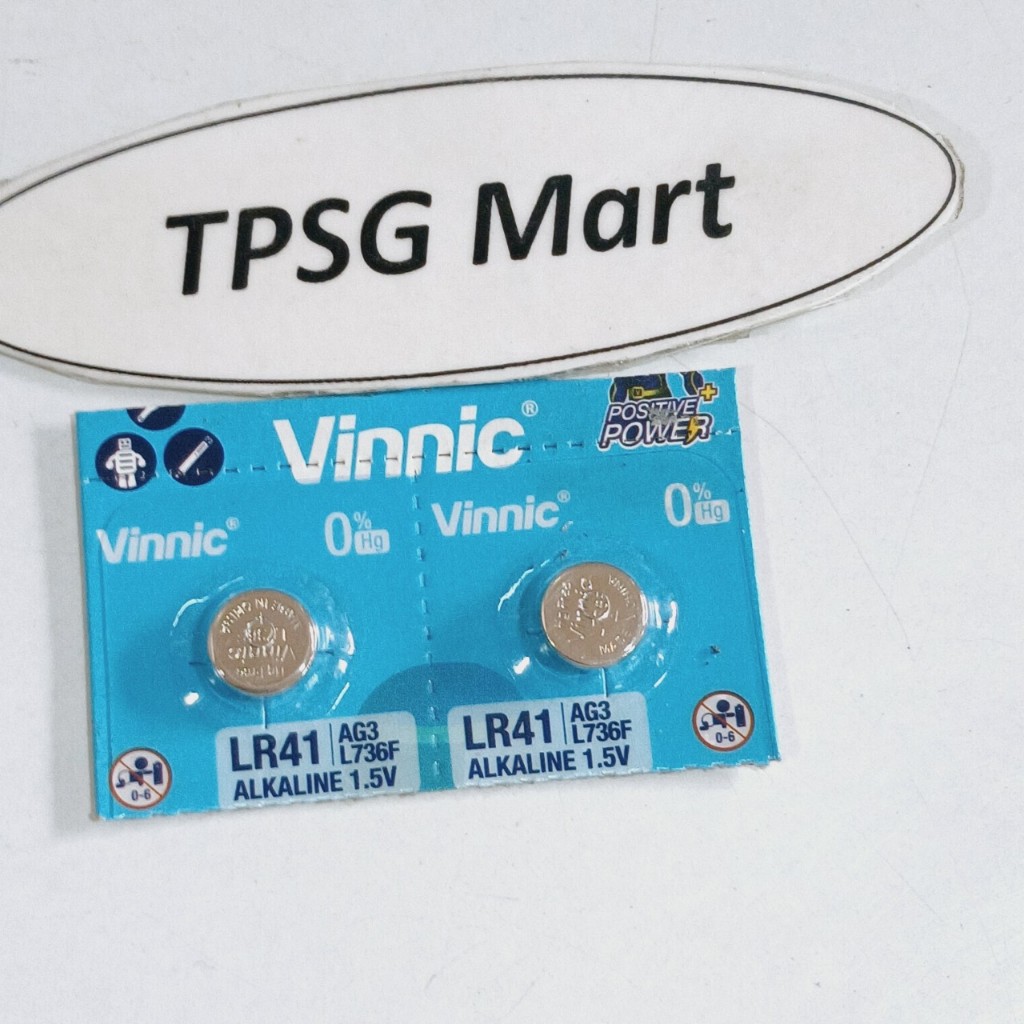 TPSG Mart
Vinnic®
POSITIVE
POWER
+
Vinnic®
0% Hg
Vinnic®
0% Hg
LR41 AG3
L736F
ALKALINE 1.5V
LR41 AG3
L736F
ALKALINE 1.5V
0-6
0-6